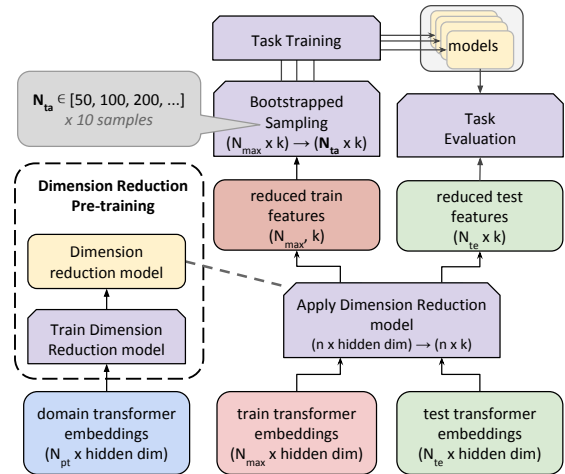 Task Training
models
N_ta ∈ [50, 100, 200, ...]
x 10 samples
Bootstrapped
Sampling
(N_max x k) → (N_ta x k)
Task
Evaluation
Dimension Reduction
Pre-training
reduced train
features
(N_max, k)
reduced test
features
(N_te x k)
Dimension
reduction model
Train Dimension
Reduction model
Apply Dimension Reduction
model
(n x hidden dim) → (n x k)
domain transformer
embeddings
(N_pt x hidden dim)
train transformer
embeddings
(N_max x hidden dim)
test transformer
embeddings
(N_te x hidden dim)